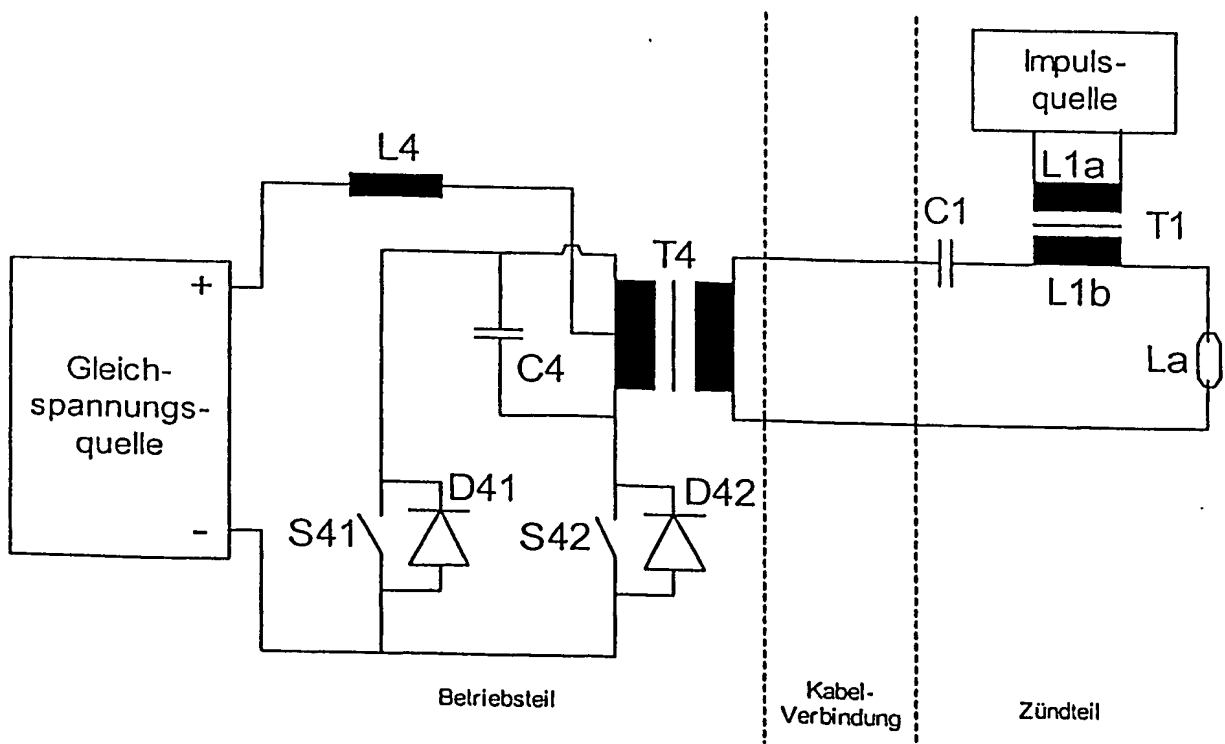 Impuls-
quelle
L4
L1a
C1
T1
T4
L1b
+
C4
La
Gleich-
spannungs-
quelle
D41
D42
-
S41
S42
Betriebsteil
Kabel-
Verbindung
Zündteil